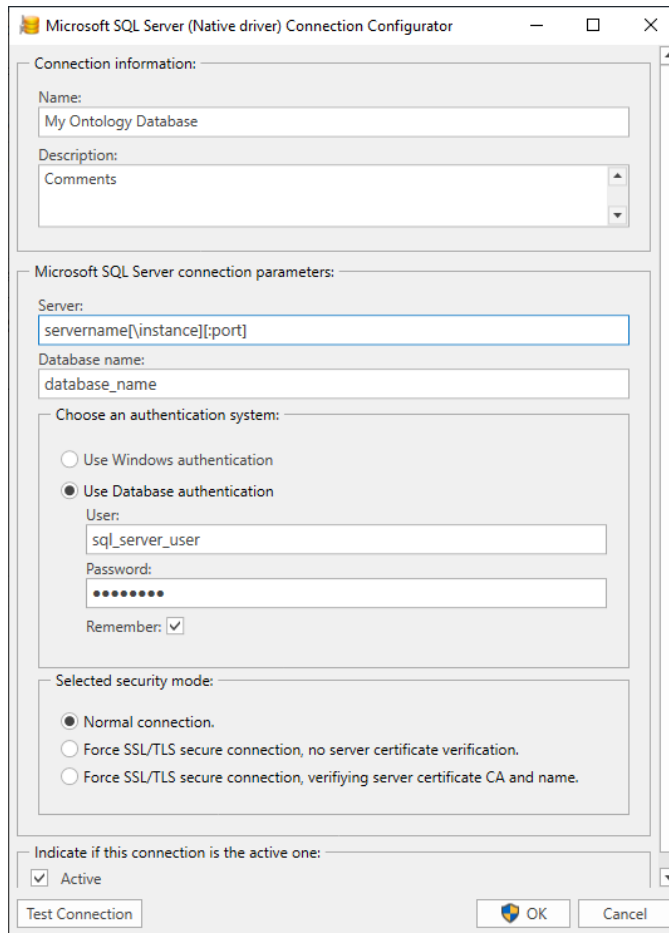 Microsoft SQL Server (Native driver) Connection Configurator
Connection information:
Name:
My Ontology Database
Description:
Comments
Microsoft SQL Server connection parameters:
Server:
servername[\instance][:port]
Database name:
database_name
Choose an authentication system:
Use Windows authentication
Use Database authentication
User:
sql_server_user
Password:
●●●●●●●●
Remember:
Selected security mode:
Normal connection.
Force SSL/TLS secure connection, no server certificate verification.
Force SSL/TLS secure connection, verifiying server certificate CA and name.
Indicate if this connection is the active one:
Active
Test Connection OK Cancel